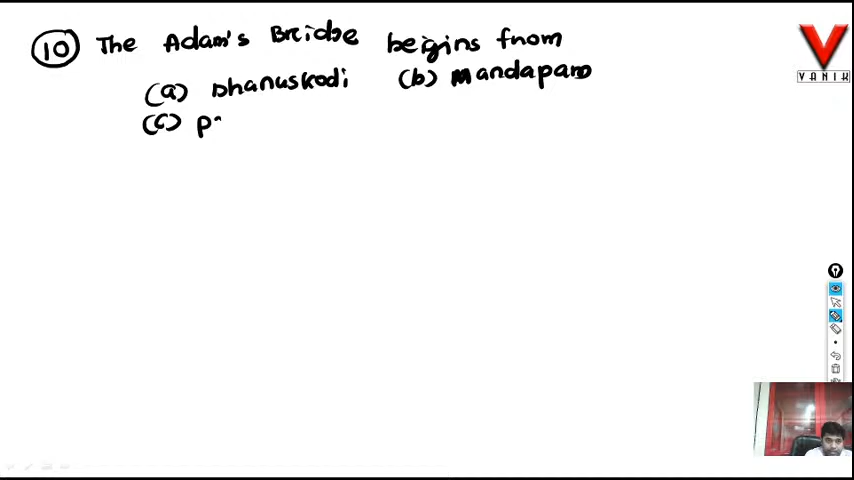 10 The Adam's Bridge begins from
VANIK
(a) Dhanuskodi (b) Mandapam
(c) P